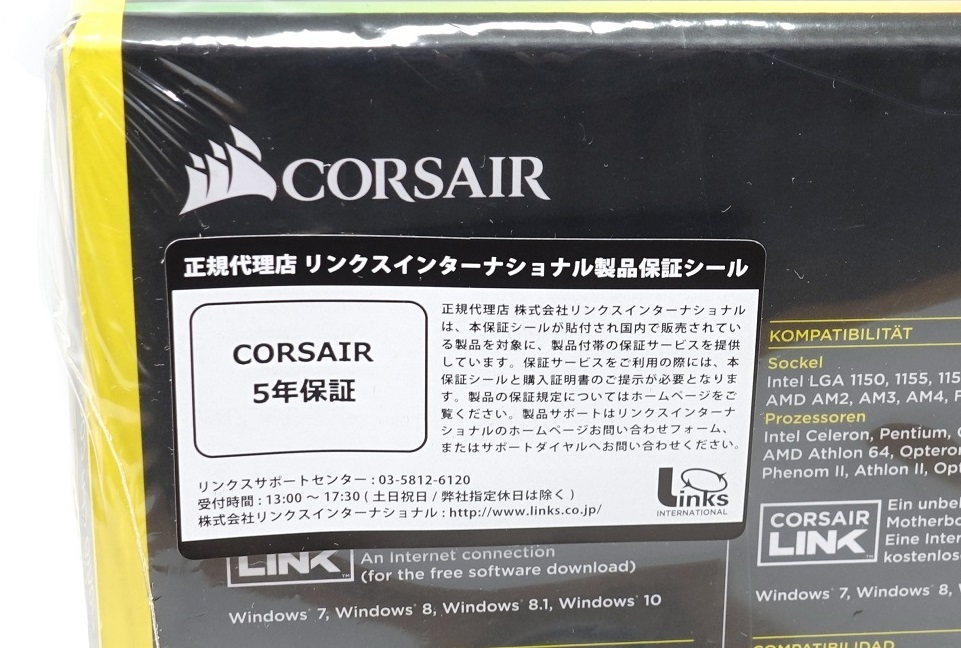 CORSAIR
正規代理店 リンクスインターナショナル製品保証シール
CORSAIR
5年保証
正規代理店 株式会社リンクスインターナショナル
は、本保証シールが貼付され国内で販売されてい
る製品を対象に、製品付帯の保証サービスを提供
しています。保証サービスをご利用の際には、本
保証シールと購入証明書のご提示が必要となりま
す。製品の保証規定についてはホームページをご
覧ください。製品サポートはリンクスインターナ
ショナルのホームページお問い合わせフォーム、
またはサポートダイヤルへお問い合わせください。
リンクスサポートセンター : 03-5812-6120
受付時間 : 13:00 ～ 17:30 ( 土日祝日 / 弊社指定休日は除く )
株式会社リンクスインターナショナル : http://www.links.co.jp/
Links
INTERNATIONAL
LINK™
An Internet connection
(for the free software download)
Windows® 7, Windows® 8, Windows® 8.1, Windows® 10
KOMPATIBILITÄT
Sockel
Intel LGA 1150, 1155, 115
AMD AM2, AM3, AM4, F
Prozessoren
Intel Celeron, Pentium, C
AMD Athlon 64, Opteron
Phenom II, Athlon II, Opt
CORSAIR
LINK™
Ein unbel
Motherbo
Eine Inter
kostenlos
Windows® 7, Windows® 8,
COMPATIBILIDAD